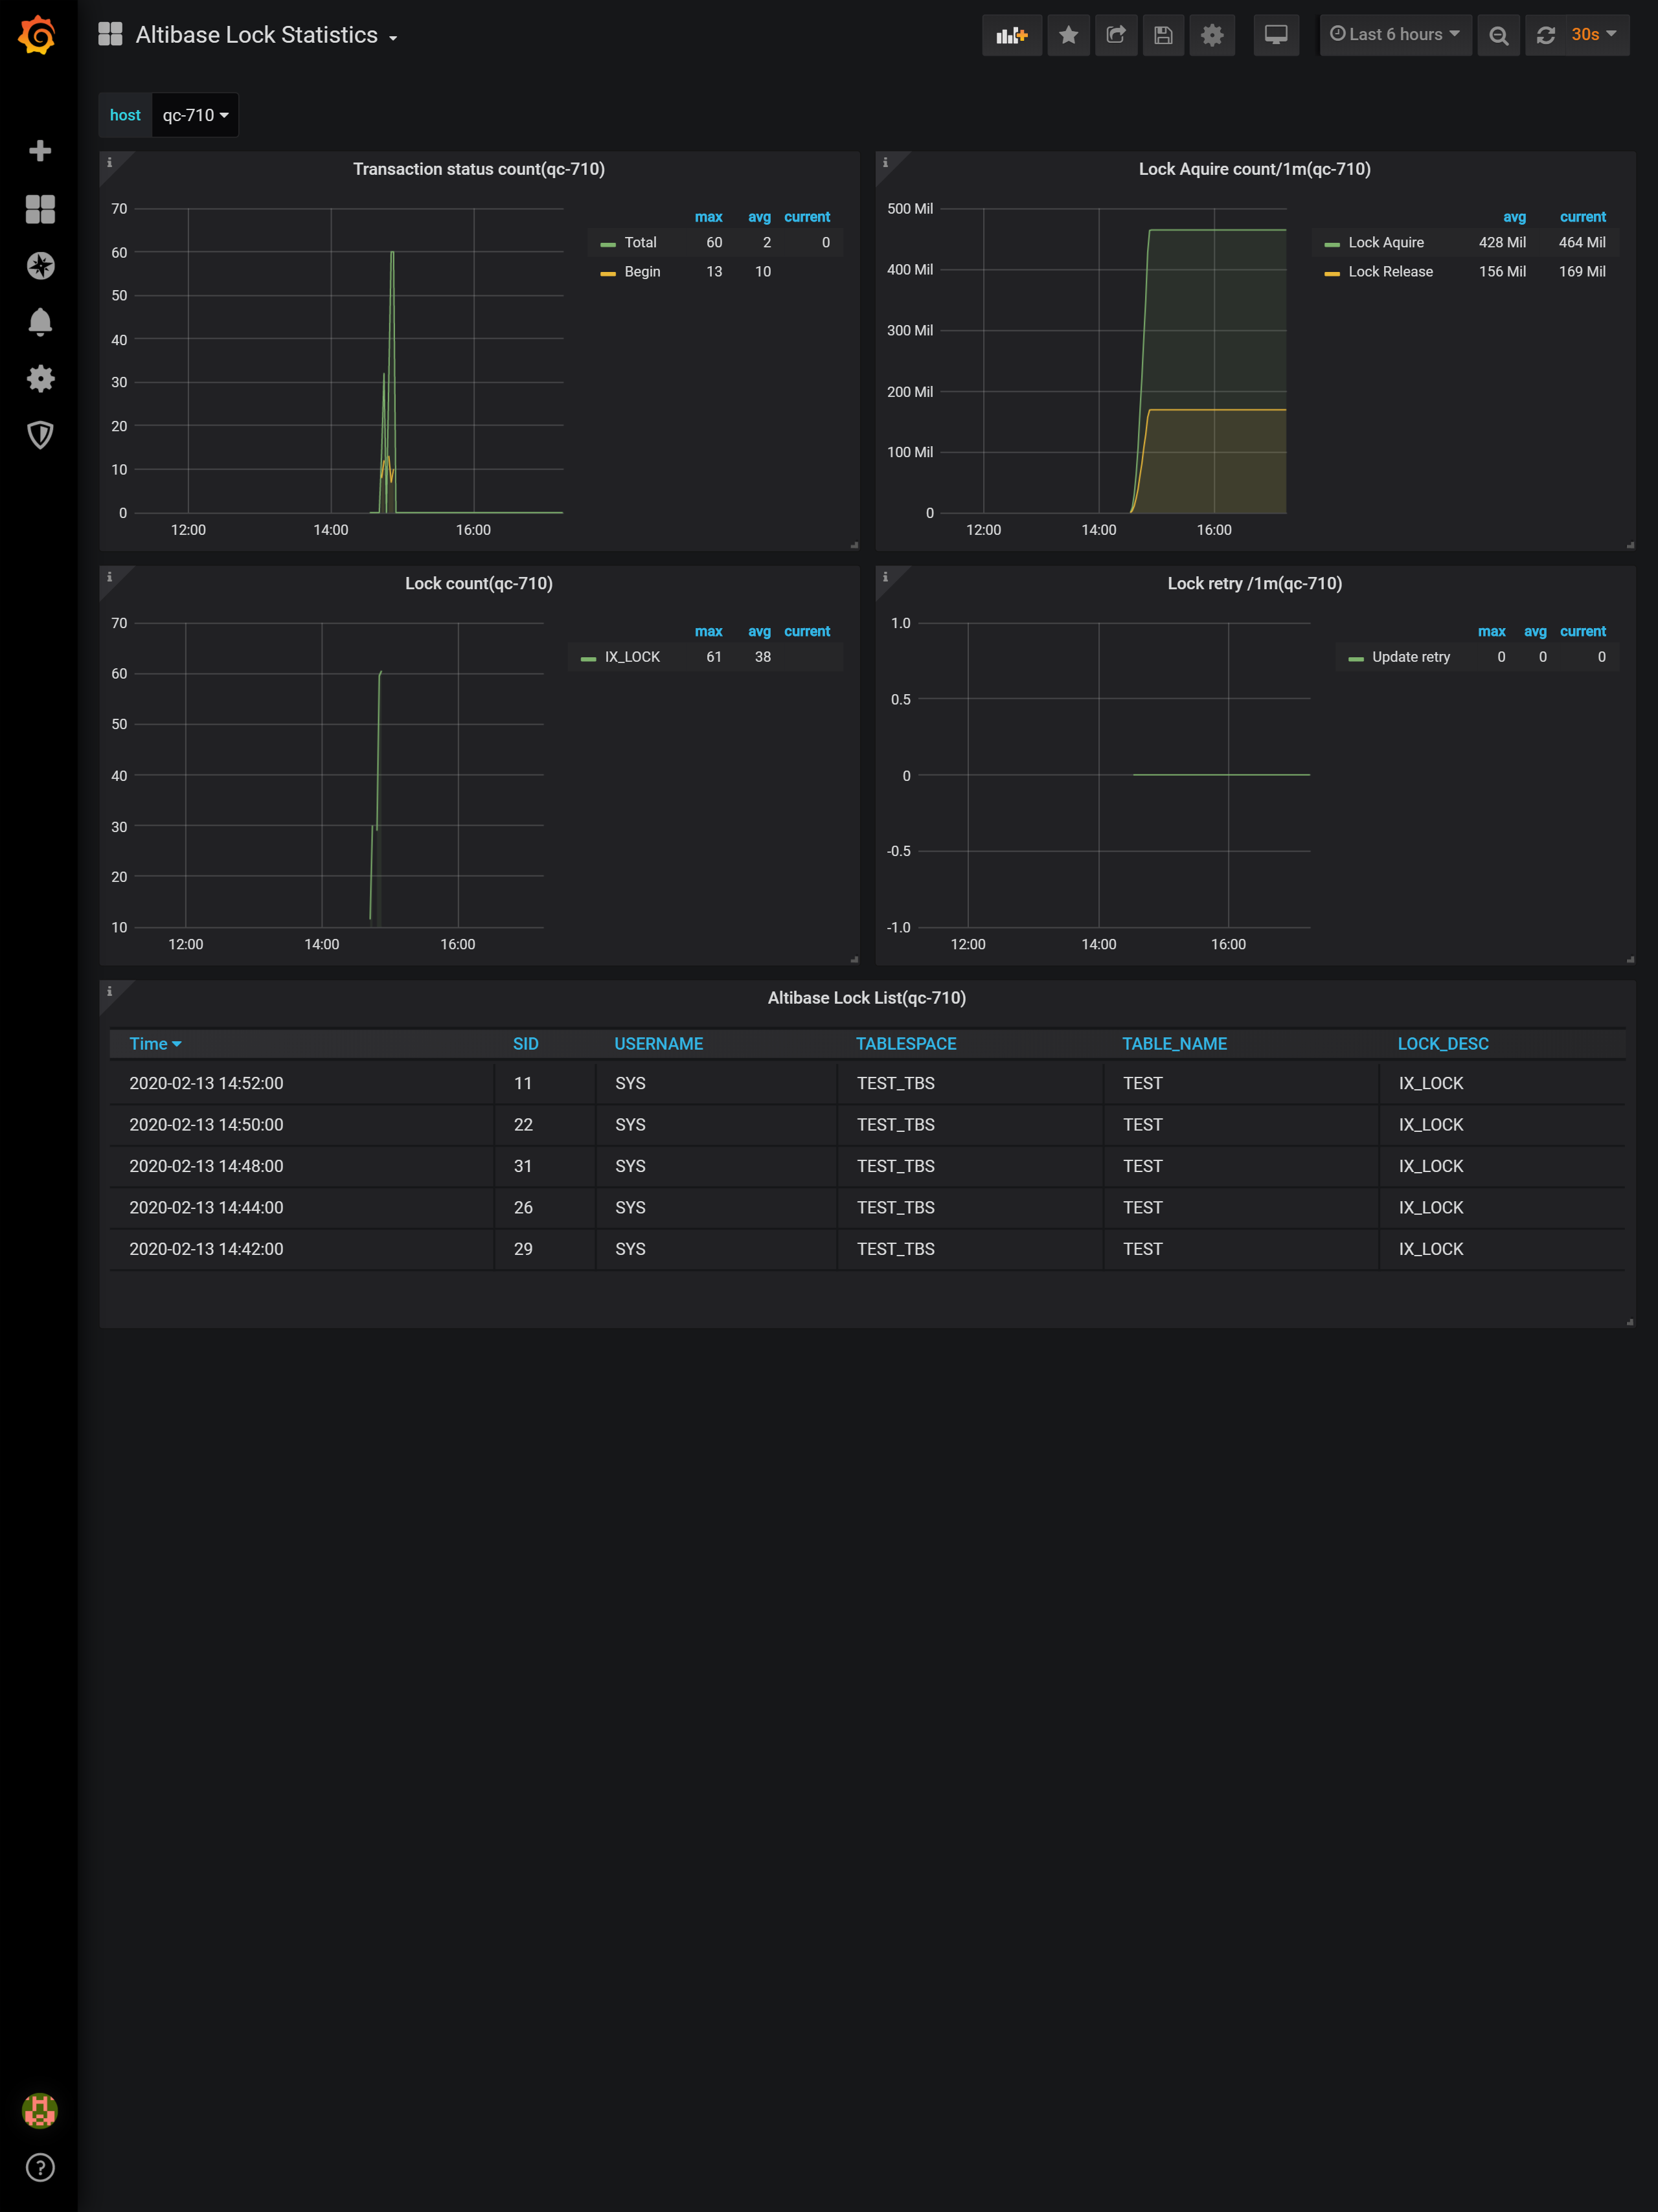 Altibase Lock Statistics
Last 6 hours
30s
host qc-710
Transaction status count(qc-710)
70
60
50
40
30
20
10
0
12:00 14:00 16:00
max avg current
Total 60 2 0
Begin 13 10
Lock Aquire count/1m(qc-710)
500 Mil
400 Mil
300 Mil
200 Mil
100 Mil
0
12:00 14:00 16:00
avg current
Lock Aquire 428 Mil 464 Mil
Lock Release 156 Mil 169 Mil
Lock count(qc-710)
70
60
50
40
30
20
10
12:00 14:00 16:00
max avg current
IX_LOCK 61 38
Lock retry /1m(qc-710)
1.0
0.5
0
-0.5
-1.0
12:00 14:00 16:00
max avg current
Update retry 0 0 0
Altibase Lock List(qc-710)
Time SID USERNAME TABLESPACE TABLE_NAME LOCK_DESC
2020-02-13 14:52:00 11 SYS TEST_TBS TEST IX_LOCK
2020-02-13 14:50:00 22 SYS TEST_TBS TEST IX_LOCK
2020-02-13 14:48:00 31 SYS TEST_TBS TEST IX_LOCK
2020-02-13 14:44:00 26 SYS TEST_TBS TEST IX_LOCK
2020-02-13 14:42:00 29 SYS TEST_TBS TEST IX_LOCK